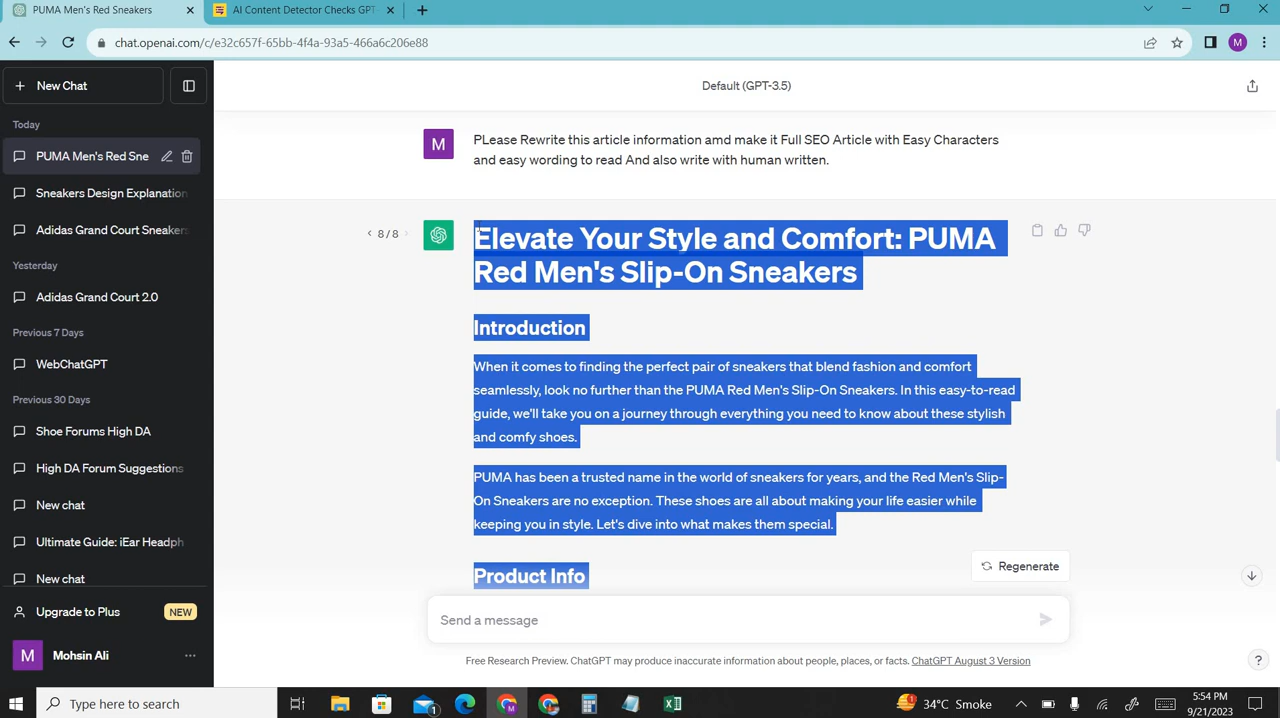 PUMA Men's Red Sneakers
AI Content Detector Checks GPT-
chat.openai.com/c/e32c657f-65bb-4f4a-93a5-466a6c206e88
M
New Chat
Default (GPT-3.5)
Today
PUMA Men's Red Sne
Sneakers Design Explanation
Adidas Grand Court Sneaker
Yesterday
Adidas Grand Court 2.0
Previous 7 Days
WebChatGPT
Previous 30 Days
Shoe Forums High DA
High DA Forum Suggestions
New chat
Ultimate Guide: iEar Headph
New chat
Upgrade to Plus
NEW
M
Mohsin Ali
M
PLease Rewrite this article information amd make it Full SEO Article with Easy Characters
and easy wording to read And also write with human written.
8/8
Elevate Your Style and Comfort: PUMA
Red Men's Slip-On Sneakers
Introduction
When it comes to finding the perfect pair of sneakers that blend fashion and comfort
seamlessly, look no further than the PUMA Red Men's Slip-On Sneakers. In this easy-to-read
guide, we'll take you on a journey through everything you need to know about these stylish
and comfy shoes.
PUMA has been a trusted name in the world of sneakers for years, and the Red Men's Slip-
On Sneakers are no exception. These shoes are all about making your life easier while
keeping you in style. Let's dive into what makes them special.
Product Info
Regenerate
Send a message
Free Research Preview. ChatGPT may produce inaccurate information about people, places, or facts. ChatGPT August 3 Version
?
Type here to search
1
M
34°C Smoke
5:54 PM
9/21/2023